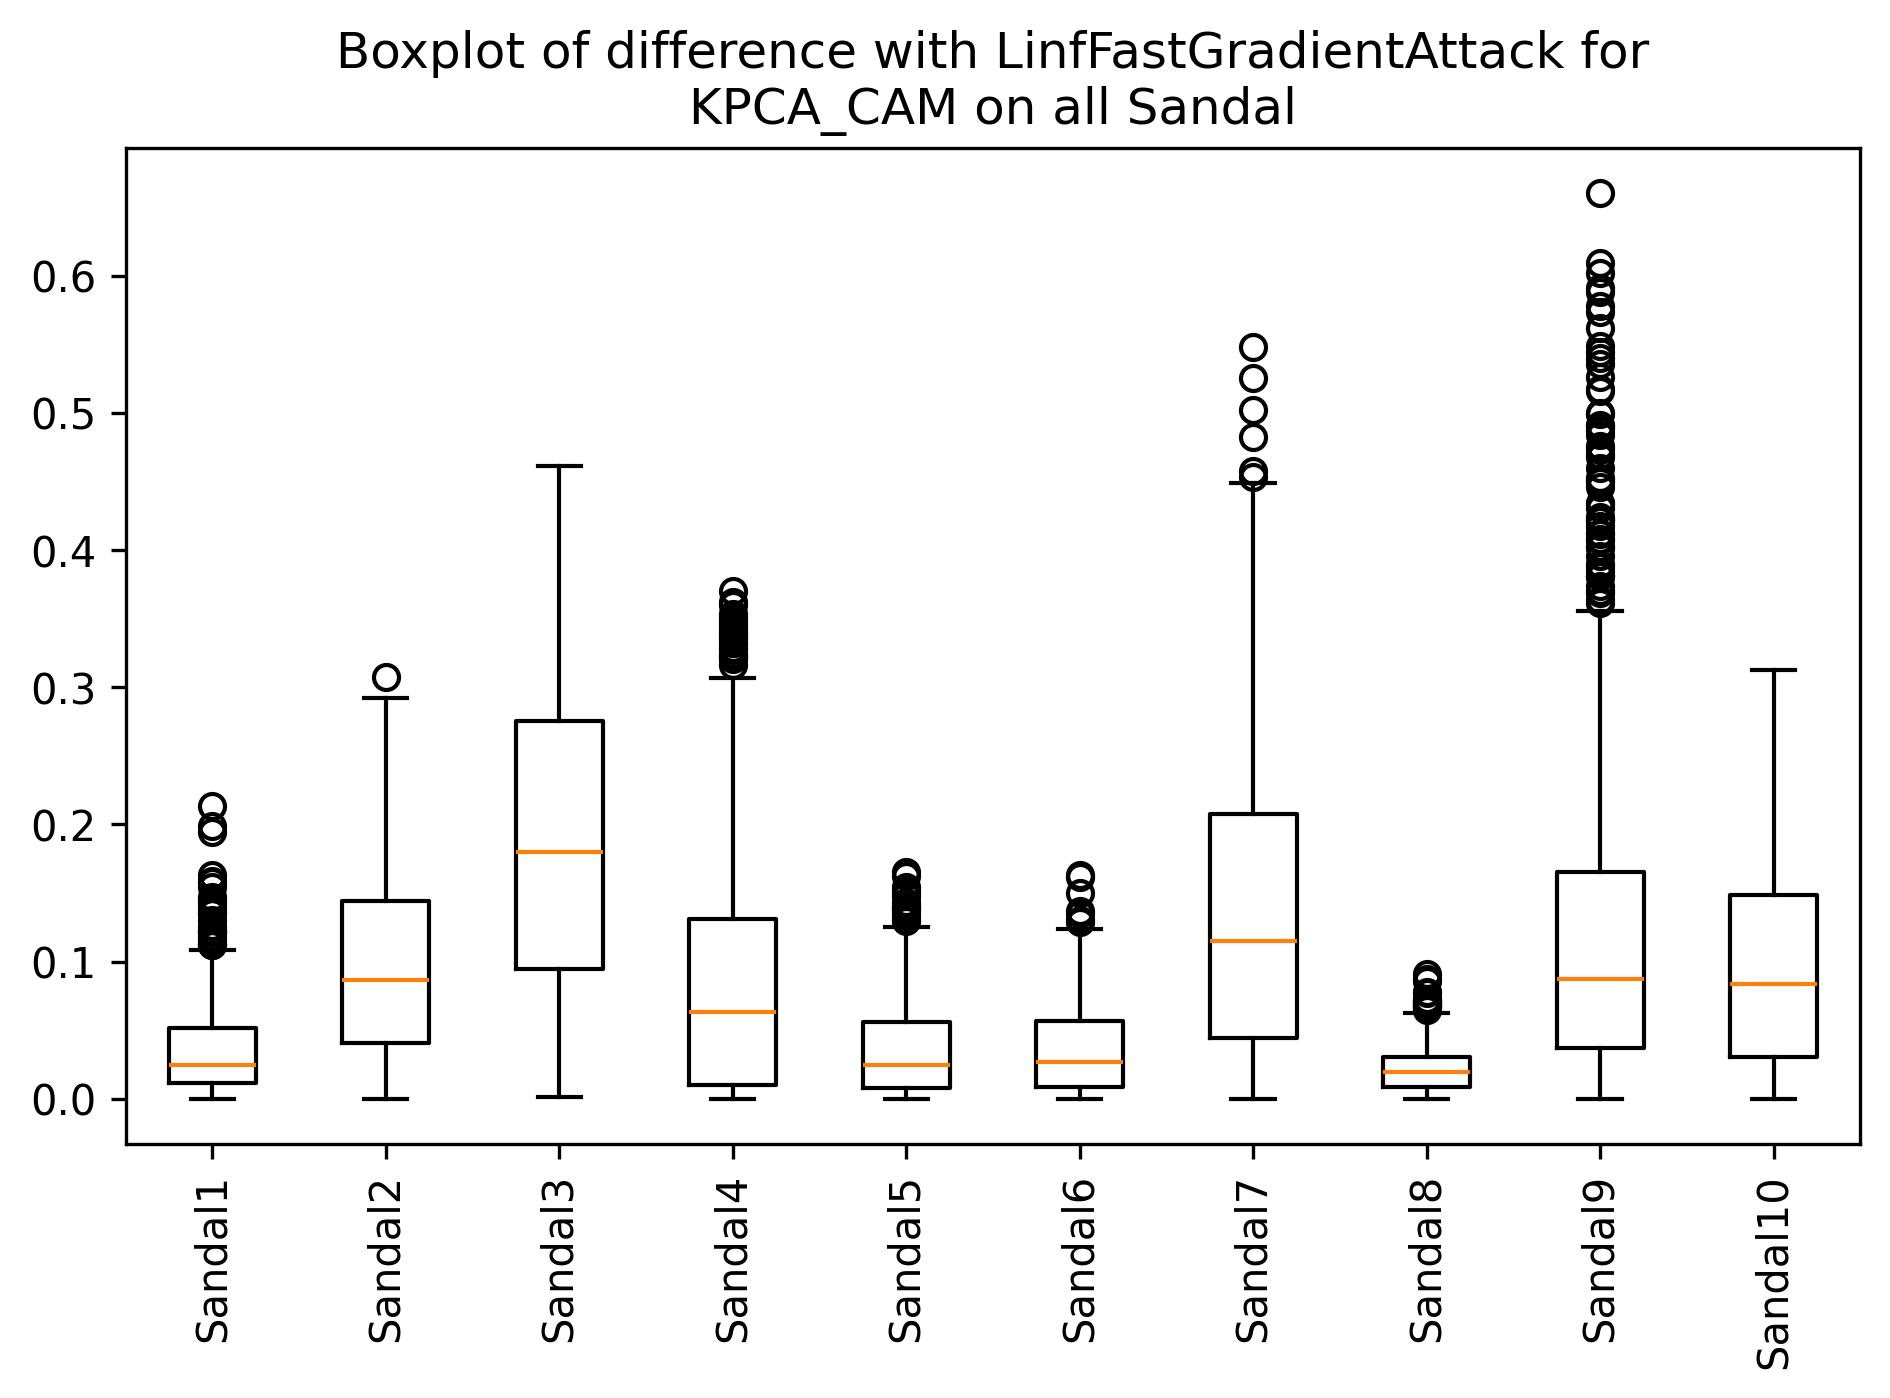 Boxplot of difference with LinfFastGradientAttack for
KPCA_CAM on all Sandal
0.6
0.5
0.4
0.3
0.2
0.1
0.0
Sandal1
Sandal2
Sandal3
Sandal4
Sandal5
Sandal6
Sandal7
Sandal8
Sandal9
Sandal10